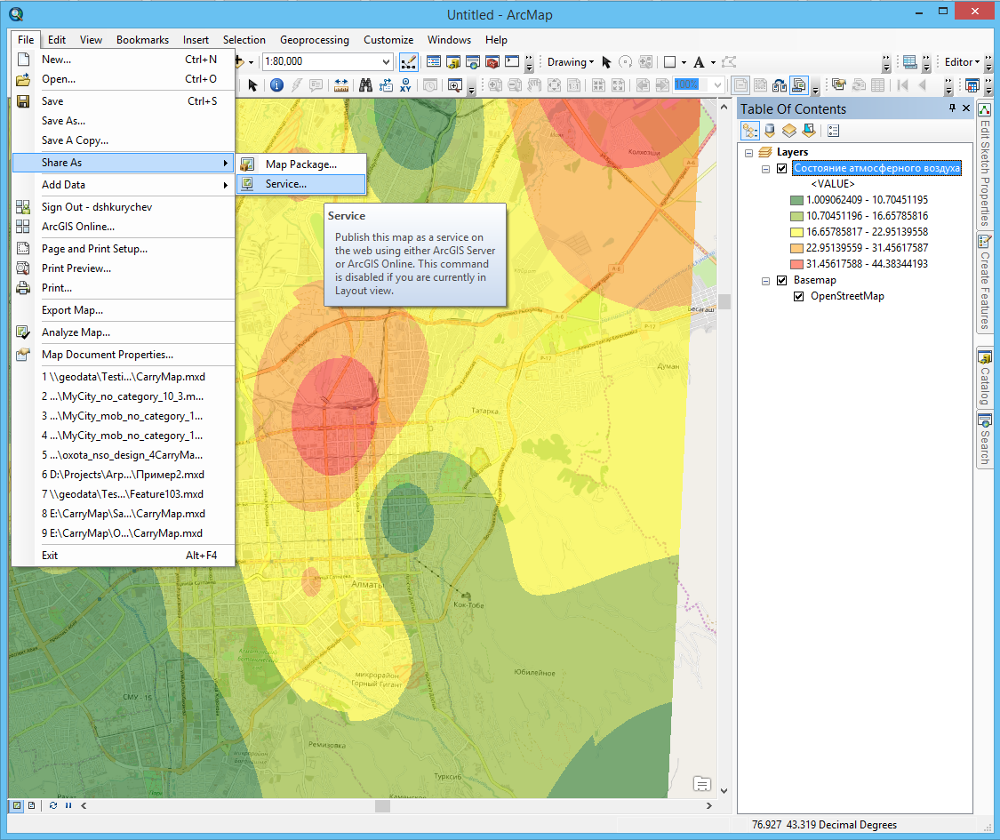 Untitled - ArcMap
File Edit View Bookmarks Insert Selection Geoprocessing Customize Windows Help
1:80,000
Drawing
A
Editor
100%
New... Ctrl+N
Open... Ctrl+O
Save Ctrl+S
Save As...
Save A Copy...
Share As
Add Data
Sign Out - dshkurychev
ArcGIS Online...
Page and Print Setup...
Print Preview...
Print...
Export Map...
Analyze Map...
Map Document Properties...
1 \\geodata\Testi...\CarryMap.mxd
2 ...\MyCity_no_category_10_3.m...
3 ...\MyCity_mob_no_category_1...
4 ...\MyCity_mob_no_category_1...
5 ...\oxota_nso_design_4CarryMa...
6 D:\Projects\Arp...\Пример2.mxd
7 \\geodata\Tes...\Feature103.mxd
8 E:\CarryMap\Sa...\CarryMap.mxd
9 E:\CarryMap\O...\CarryMap.mxd
Exit Alt+F4
Map Package...
Service...
Service
Publish this map as a service on
the web using either ArcGIS Server
or ArcGIS Online. This command
is disabled if you are currently in
Layout view.
Колхозшы
А-6
А-6
А-6
Р-17
Р-17
Бесагаш
Думан
Татарка
Алматы
Кок-Тобе
микрорайон
Горный Гигант
Юбилейное
СМУ - 15
Ремизовка
Турксиб
Каменское
Table Of Contents
Layers
Состояние атмосферного воздуха
<VALUE>
1.009062409 - 10.70451195
10.70451196 - 16.65785816
16.65785817 - 22.95139558
22.95139559 - 31.45617587
31.45617588 - 44.38344193
Basemap
OpenStreetMap
Edit Sketch Properties
Create Features
Catalog
Search
76.927 43.319 Decimal Degrees